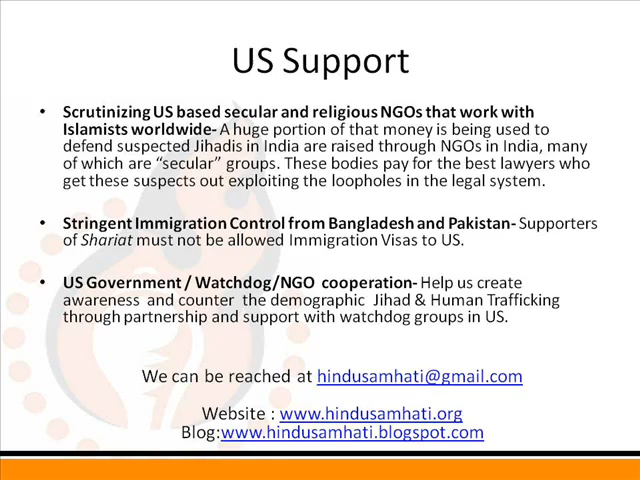 US Support
• Scrutinizing US based secular and religious NGOs that work with
Islamists worldwide- A huge portion of that money is being used to
defend suspected Jihadis in India are raised through NGOs in India, many
of which are “secular” groups. These bodies pay for the best lawyers who
get these suspects out exploiting the loopholes in the legal system.
• Stringent Immigration Control from Bangladesh and Pakistan- Supporters
of Shariat must not be allowed Immigration Visas to US.
• US Government / Watchdog/NGO cooperation- Help us create
awareness and counter the demographic Jihad & Human Trafficking
through partnership and support with watchdog groups in US.
We can be reached at hindusamhati@gmail.com
Website : www.hindusamhati.org
Blog:www.hindusamhati.blogspot.com